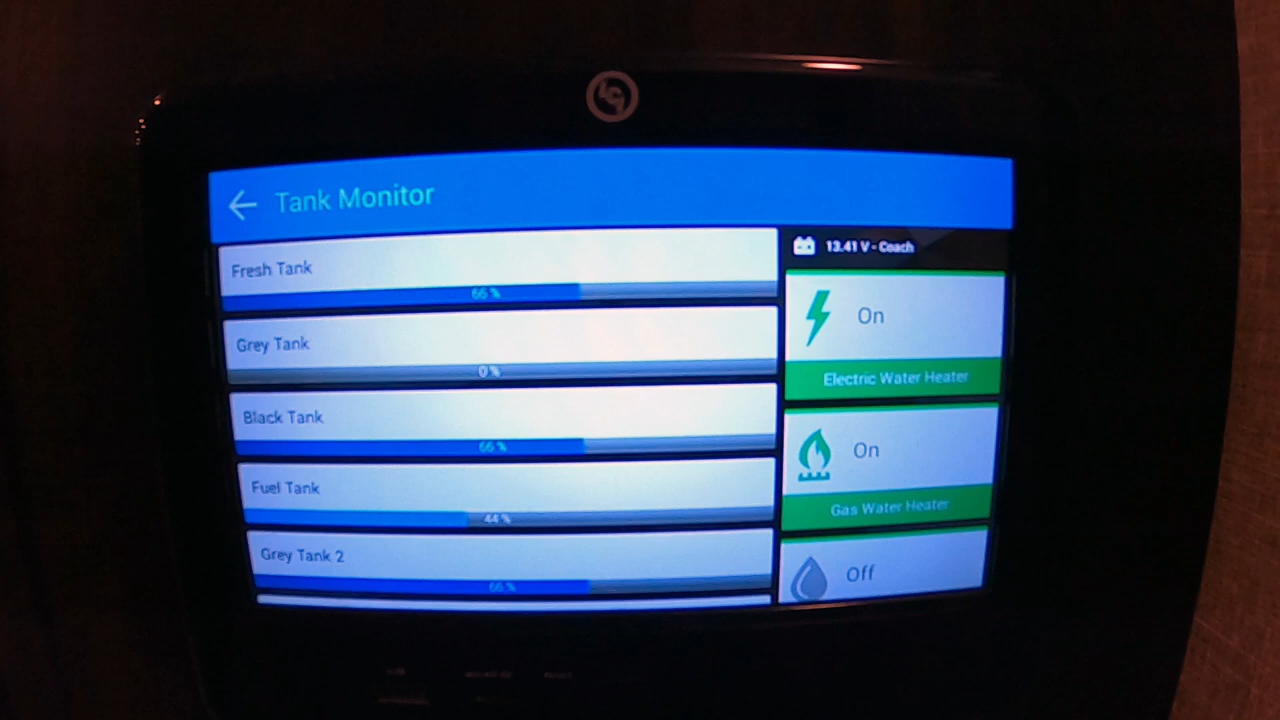 Tank Monitor
Fresh Tank
66 %
Grey Tank
0 %
Black Tank
66 %
Fuel Tank
44 %
Grey Tank 2
66 %
13.41 V - Coach
On
Electric Water Heater
On
Gas Water Heater
Off